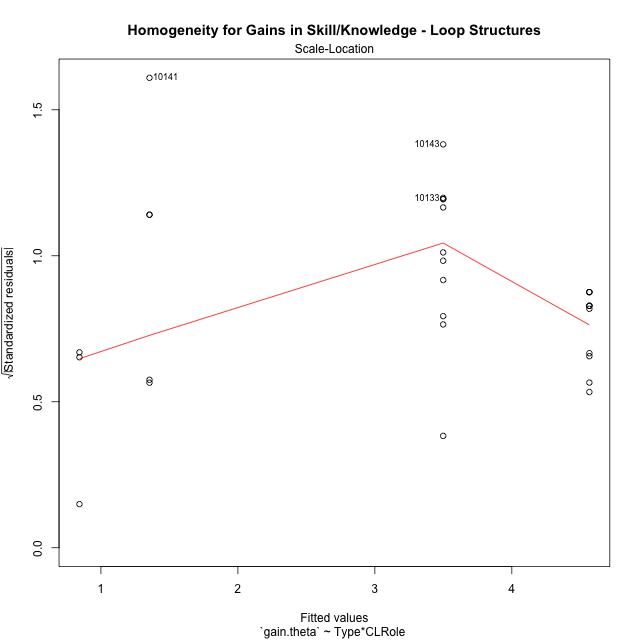 Homogeneity for Gains in Skill/Knowledge - Loop Structures
Scale-Location
√|Standardized residuals|
1.5
1.0
0.5
0.0
10141
10143
10133
1 2 3 4
Fitted values
`gain.theta` ~ Type*CLRole